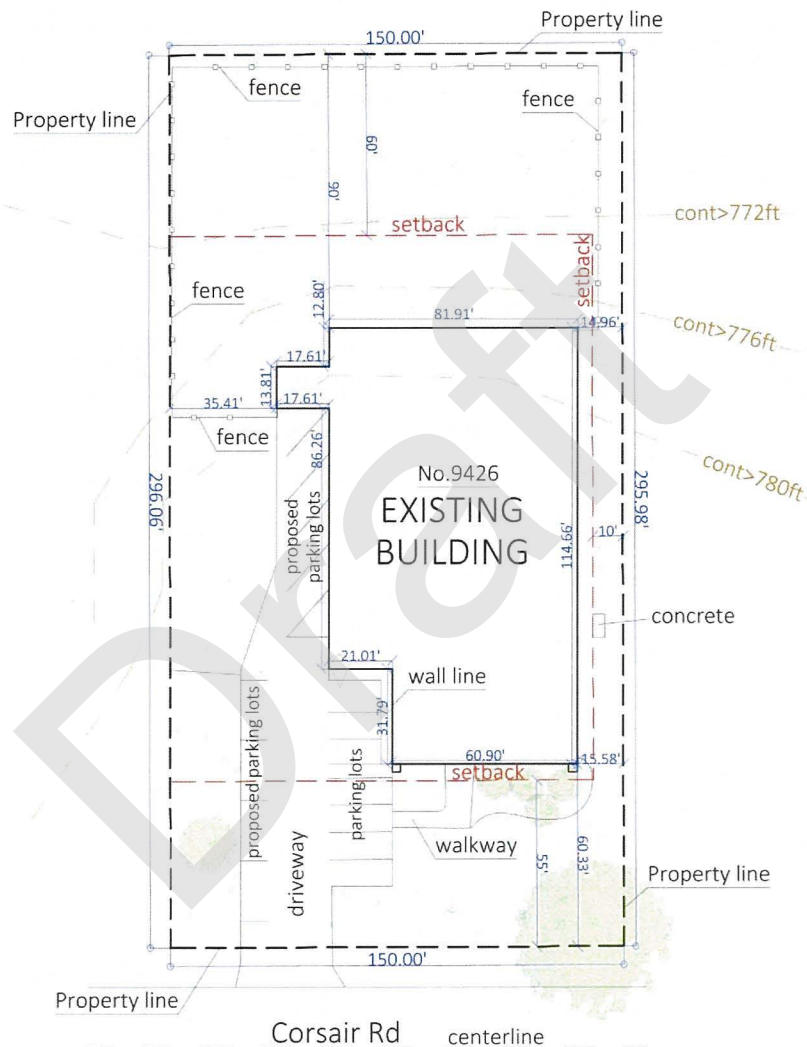 Property line
150.00'
fence
fence
Property line
60'
90'
cont>772ft
setback
setback
fence
12.80'
81.91'
14.96'
cont>776ft
17.61'
13.81'
35.41'
17.61'
fence
86.26'
cont>780ft
No.9426
EXISTING
BUILDING
296.06'
295.98'
proposed
parking lots
114.66'
10'
concrete
21.01'
wall line
31.79'
proposed parking lots
parking lots
60.90'
15.58'
setback
driveway
walkway
55'
60.33'
Property line
150.00'
Property line
Corsair Rd
centerline
Draft